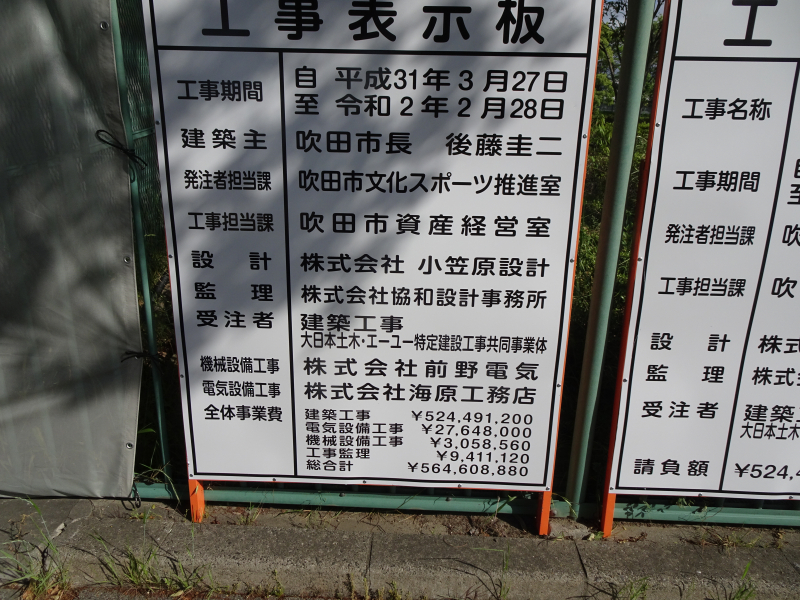 工事表示板
工事期間
自 平成31年3月27日
至 令和2年2月28日
建築主 吹田市長 後藤圭二
発注者担当課 吹田市文化スポーツ推進室
工事担当課 吹田市資産経営室
設計 株式会社 小笠原設計
監理 株式会社協和設計事務所
受注者 建築工事
大日本土木・エーユー特定建設工事共同事業体
機械設備工事 株式会社前野電気
電気設備工事 株式会社海原工務店
全体事業費 建築工事 ¥524,491,200
電気設備工事 ¥27,648,000
機械設備工事 ¥3,058,560
工事監理 ¥9,411,120
総合計 ¥564,608,880
工
工事名称
工事期間
自
至
発注者担当課 吹
工事担当課 吹
設計 株式
監理 株式
受注者 建築
大日本土木
請負額 ¥524,4